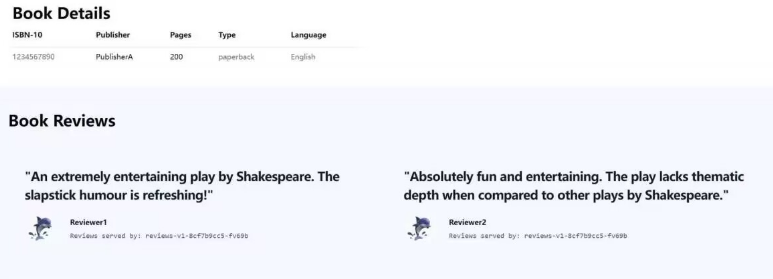 Book Details
ISBN-10 Publisher Pages Type Language
1234567890 PublisherA 200 paperback English
Book Reviews
"An extremely entertaining play by Shakespeare. The
slapstick humour is refreshing!"
Reviewer1
Reviews served by: reviews-v1-8cf7b9cc5-fv69b
"Absolutely fun and entertaining. The play lacks thematic
depth when compared to other plays by Shakespeare."
Reviewer2
Reviews served by: reviews-v1-8cf7b9cc5-fv69b